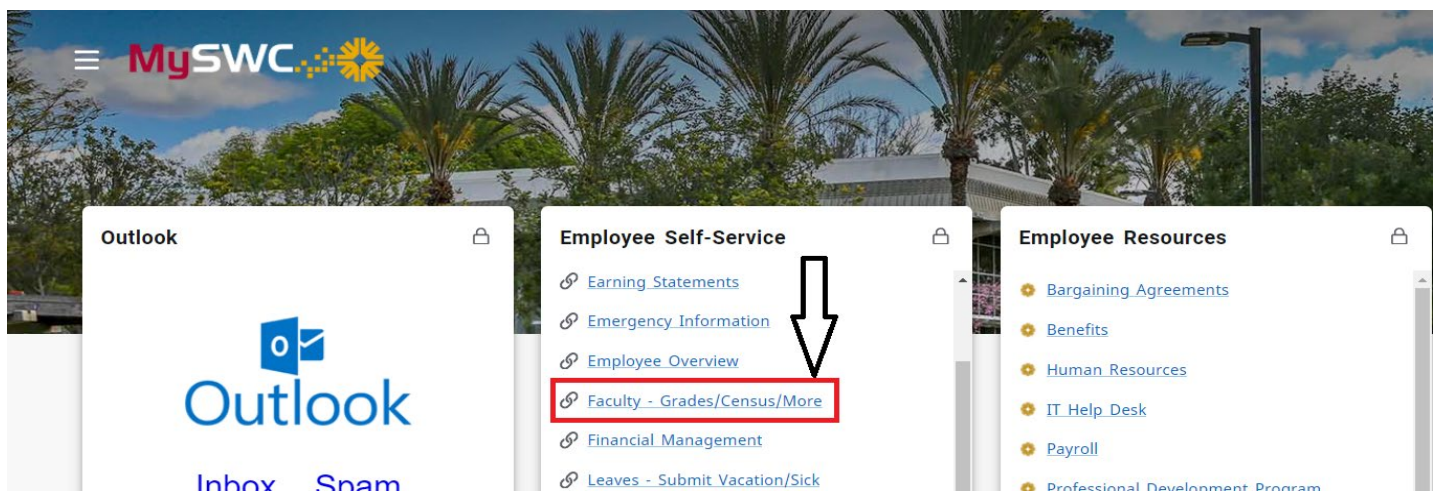 MySWC
Outlook
Outlook
Inbox Spam
Employee Self-Service
Earning Statements
Emergency Information
Employee Overview
Faculty - Grades/Census/More
Financial Management
Leaves - Submit Vacation/Sick
Employee Resources
Bargaining Agreements
Benefits
Human Resources
IT Help Desk
Payroll
Professional Development Program